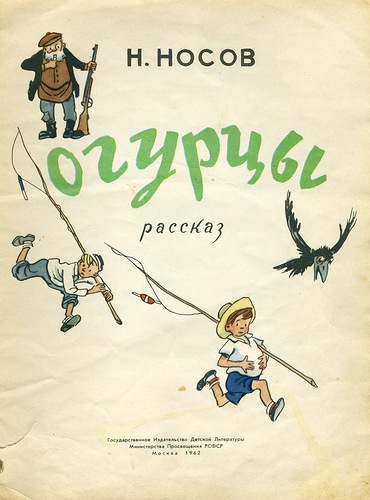 Н. НОСОВ
огурцы
рассказ
Государственное Издательство Детской Литературы
Министерства Просвещения РСФСР
Москва 1962